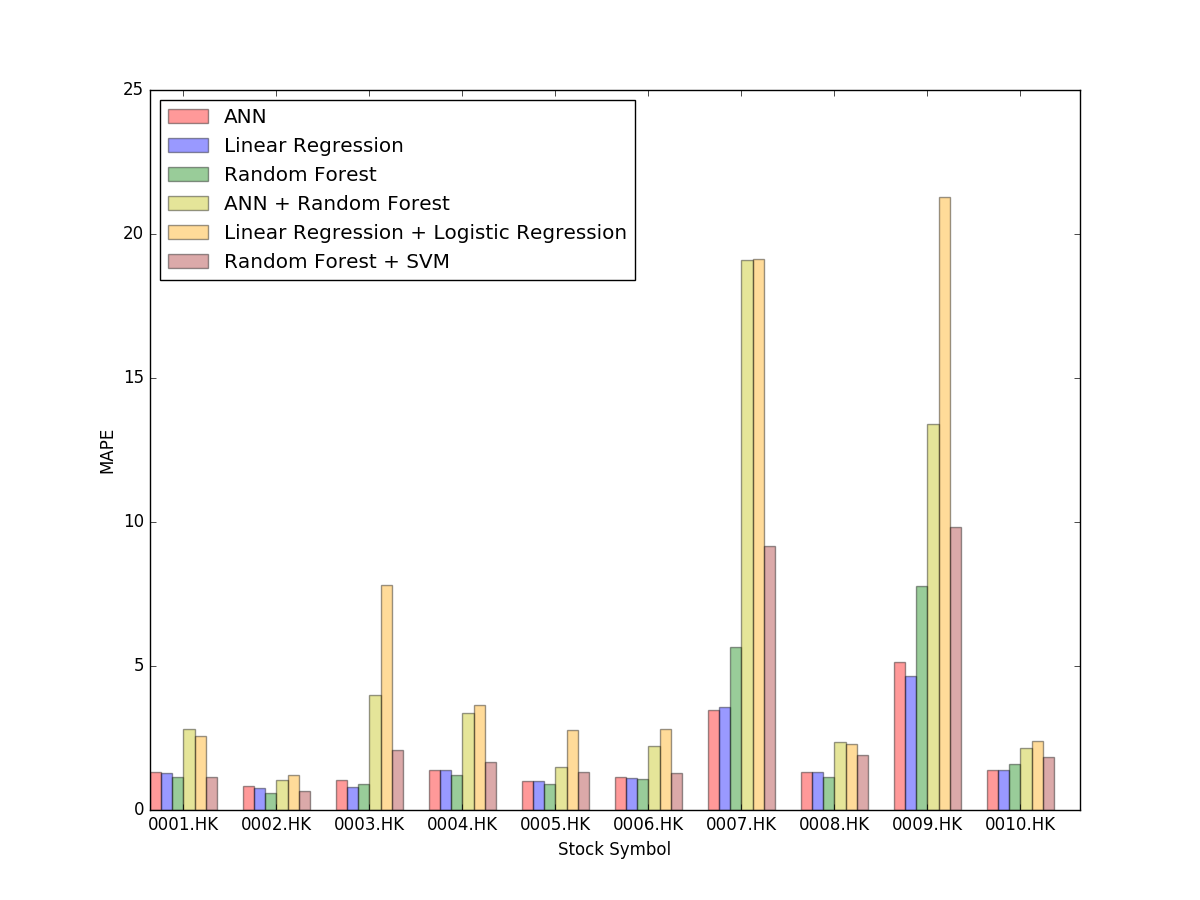 25
20
15
10
5
0
MAPE
ANN
Linear Regression
Random Forest
ANN + Random Forest
Linear Regression + Logistic Regression
Random Forest + SVM
0001.HK 0002.HK 0003.HK 0004.HK 0005.HK 0006.HK 0007.HK 0008.HK 0009.HK 0010.HK
Stock Symbol